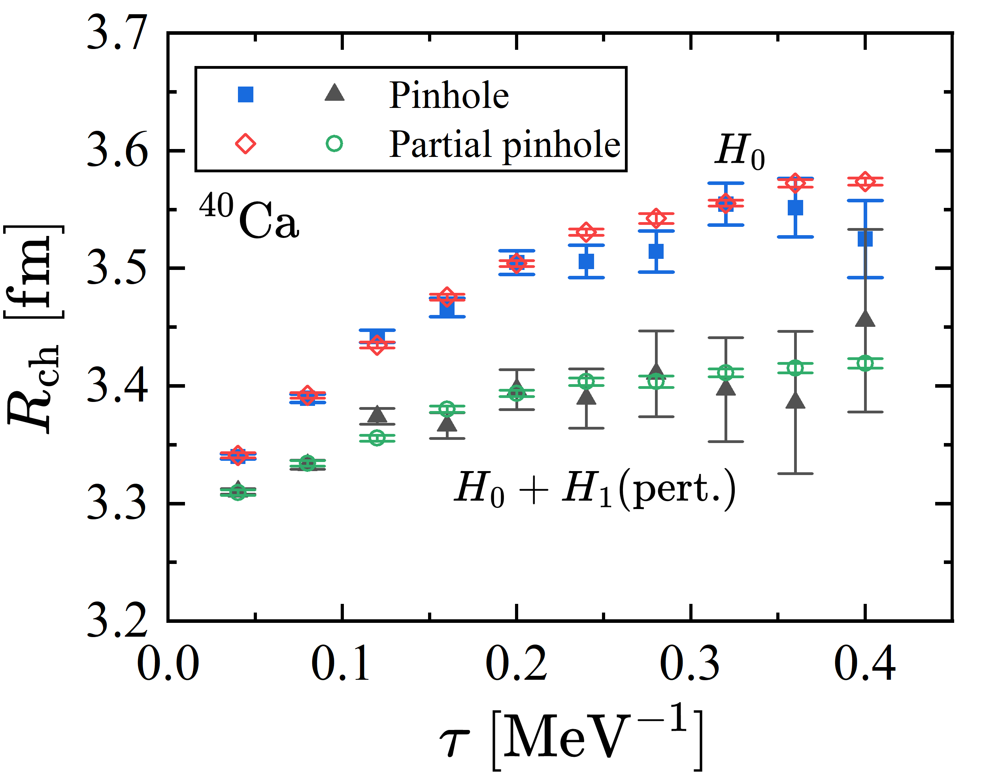 3.7
3.6
3.5
3.4
3.3
3.2
R_ch [fm]
Pinhole
Partial pinhole
⁴⁰Ca
H₀
H₀ + H₁(pert.)
0.0 0.1 0.2 0.3 0.4
τ [MeV⁻¹]